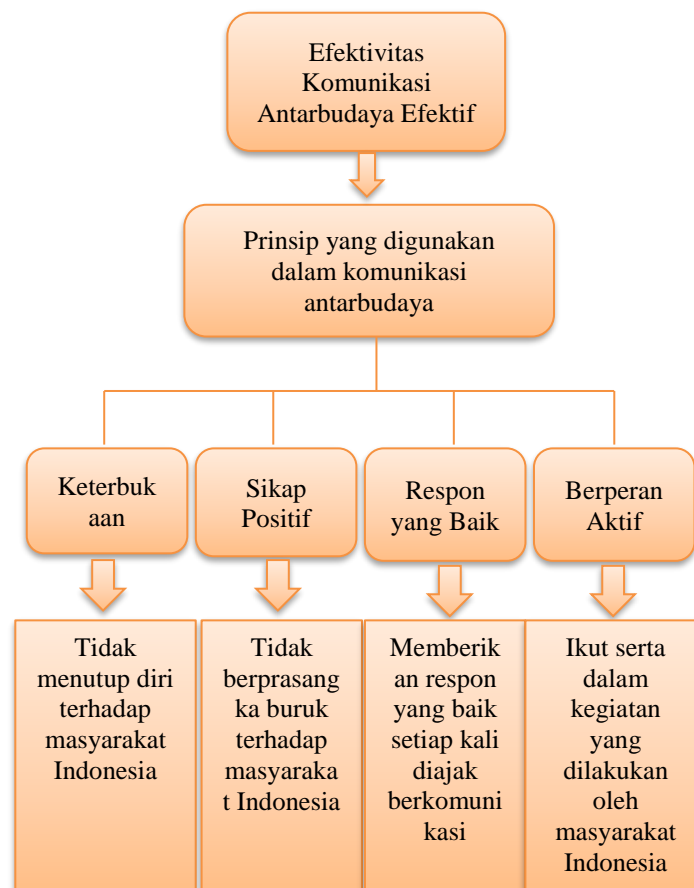 Efektivitas
Komunikasi
Antarbudaya Efektif
Prinsip yang digunakan
dalam komunikasi
antarbudaya
Keterbuk
aan
Sikap
Positif
Respon
yang Baik
Berperan
Aktif
Tidak
menutup diri
terhadap
masyarakat
Indonesia
Tidak
berprasang
ka buruk
terhadap
masyaraka
t Indonesia
Memberik
an respon
yang baik
setiap kali
diajak
berkomuni
kasi
Ikut serta
dalam
kegiatan
yang
dilakukan
oleh
masyarakat
Indonesia